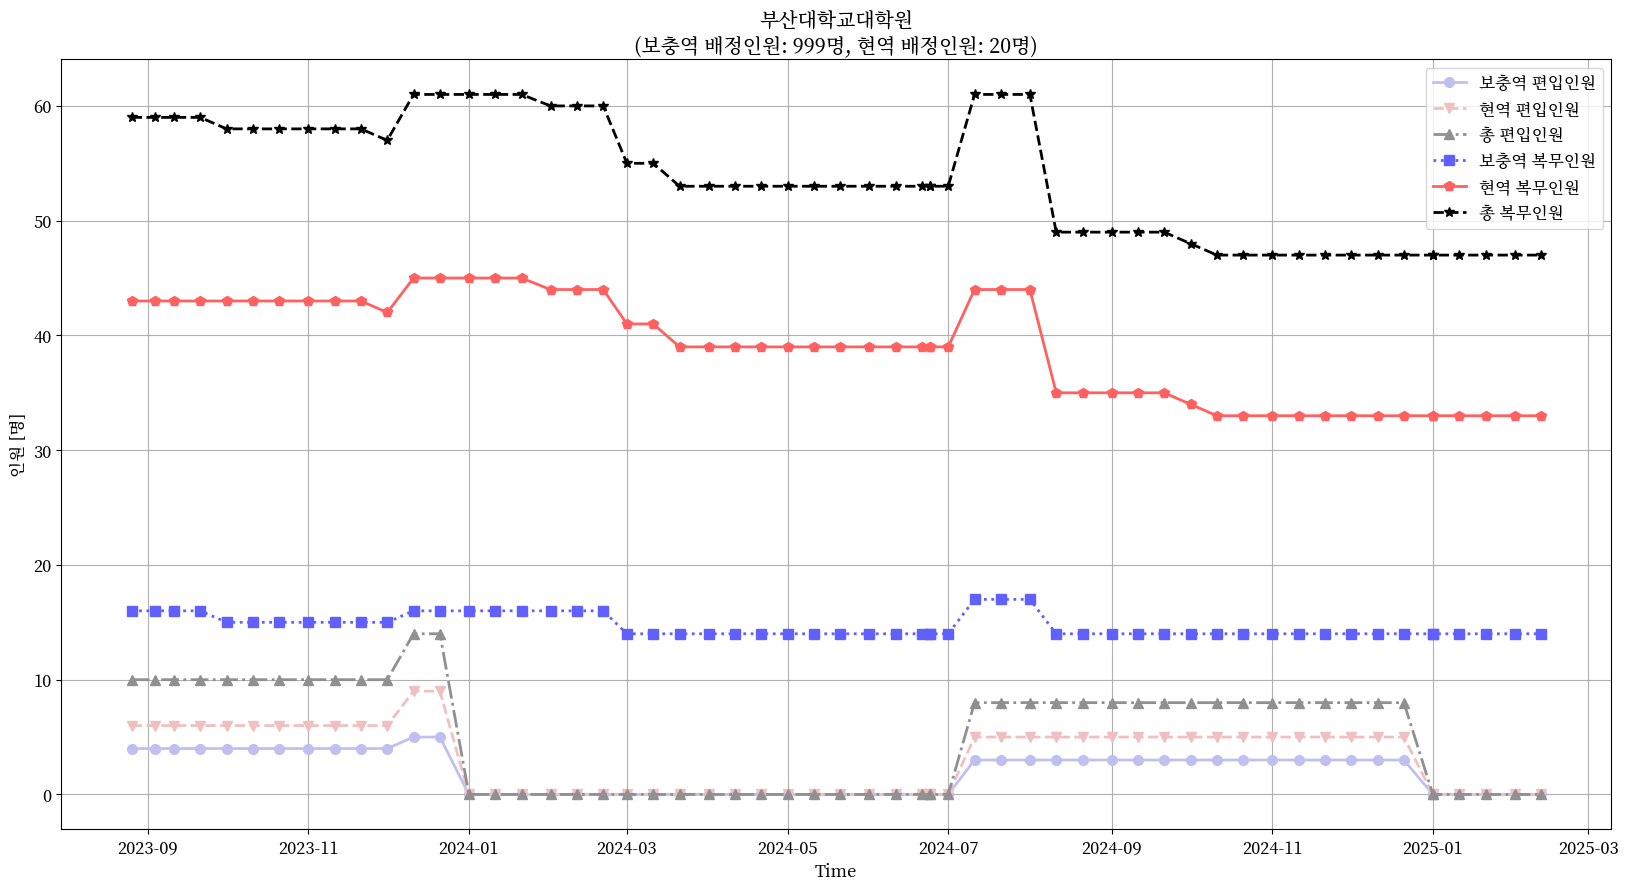 부산대학교대학원
(보충역 배정인원: 999명, 현역 배정인원: 20명)
보충역 편입인원
현역 편입인원
총 편입인원
보충역 복무인원
현역 복무인원
총 복무인원
인원 [명]
60
50
40
30
20
10
0
2023-09
2023-11
2024-01
2024-03
2024-05
2024-07
2024-09
2024-11
2025-01
2025-03
Time